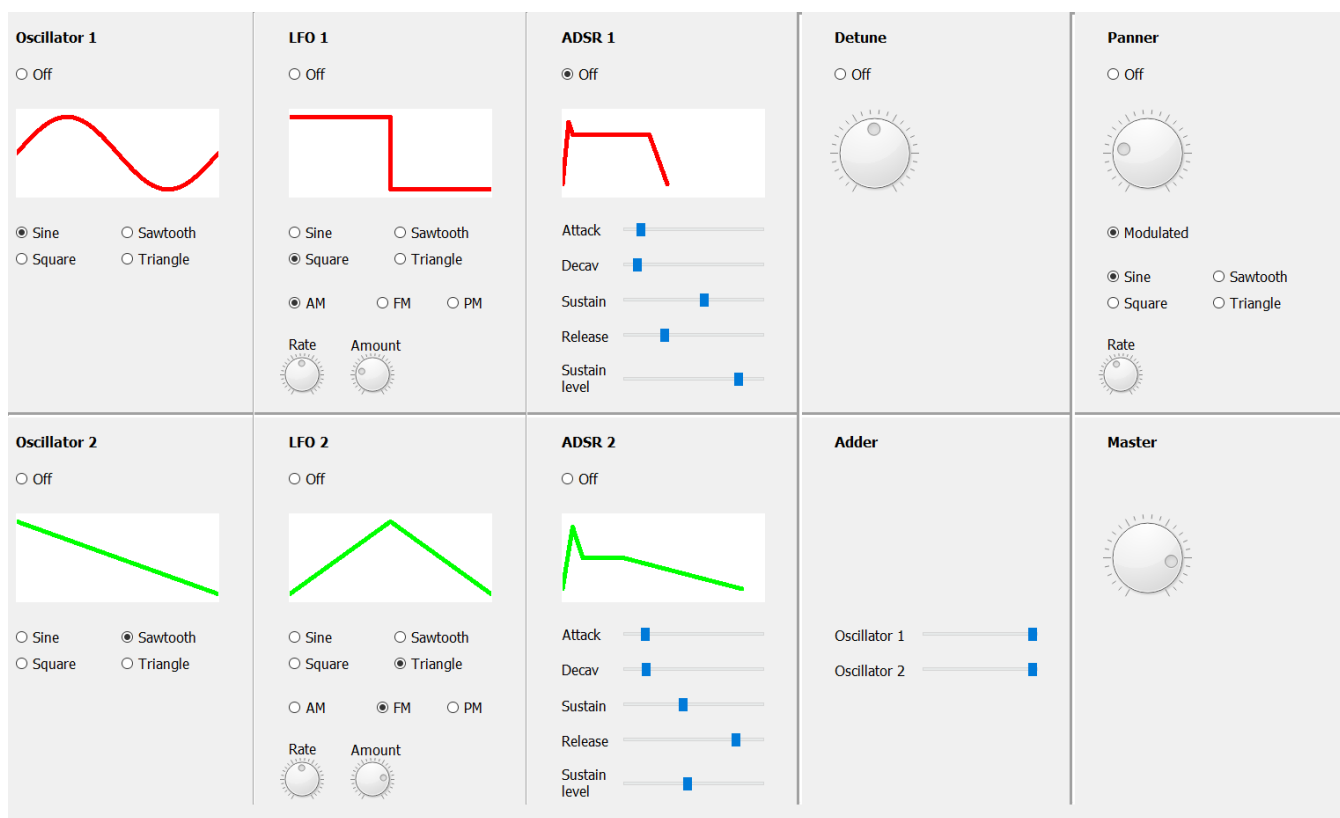 Oscillator 1
Off
Sine Sawtooth
Square Triangle
LFO 1
Off
Sine Sawtooth
Square Triangle
AM FM PM
Rate Amount
ADSR 1
Off
Attack
Decav
Sustain
Release
Sustain
level
Detune
Off
Panner
Off
Modulated
Sine Sawtooth
Square Triangle
Rate
Oscillator 2
Off
Sine Sawtooth
Square Triangle
LFO 2
Off
Sine Sawtooth
Square Triangle
AM FM PM
Rate Amount
ADSR 2
Off
Attack
Decav
Sustain
Release
Sustain
level
Adder
Oscillator 1
Oscillator 2
Master